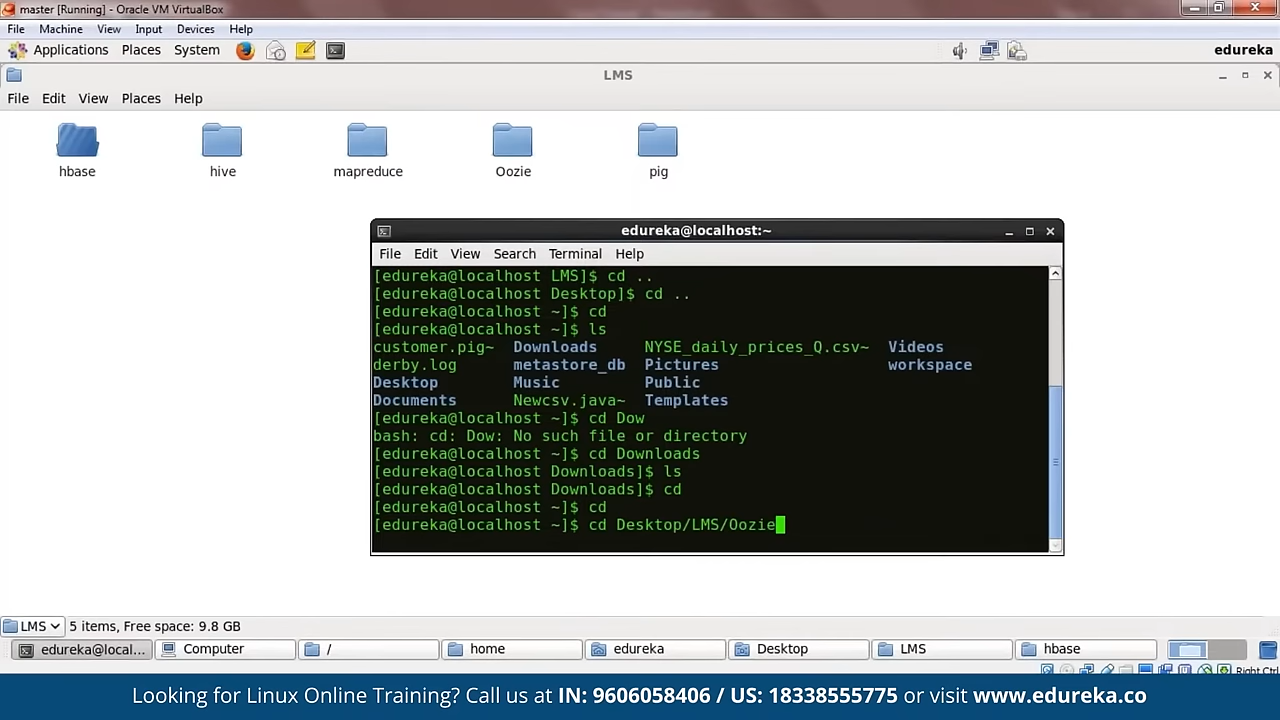 master [Running] - Oracle VM VirtualBox
File Machine View Input Devices Help
Applications Places System edureka
LMS
File Edit View Places Help
hbase hive mapreduce Oozie pig
edureka@localhost:~
File Edit View Search Terminal Help
[edureka@localhost LMS]$ cd ..
[edureka@localhost Desktop]$ cd ..
[edureka@localhost ~]$ cd
[edureka@localhost ~]$ ls
customer.pig~ Downloads NYSE_daily_prices_Q.csv~ Videos
derby.log metastore_db Pictures workspace
Desktop Music Public
Documents Newcsv.java~ Templates
[edureka@localhost ~]$ cd Dow
bash: cd: Dow: No such file or directory
[edureka@localhost ~]$ cd Downloads
[edureka@localhost Downloads]$ ls
[edureka@localhost Downloads]$ cd
[edureka@localhost ~]$ cd
[edureka@localhost ~]$ cd Desktop/LMS/Oozie
LMS 5 items, Free space: 9.8 GB
edureka@local... Computer / home edureka Desktop LMS hbase
Right Ctrl
Looking for Linux Online Training? Call us at IN: 9606058406 / US: 18338555775 or visit www.edureka.co